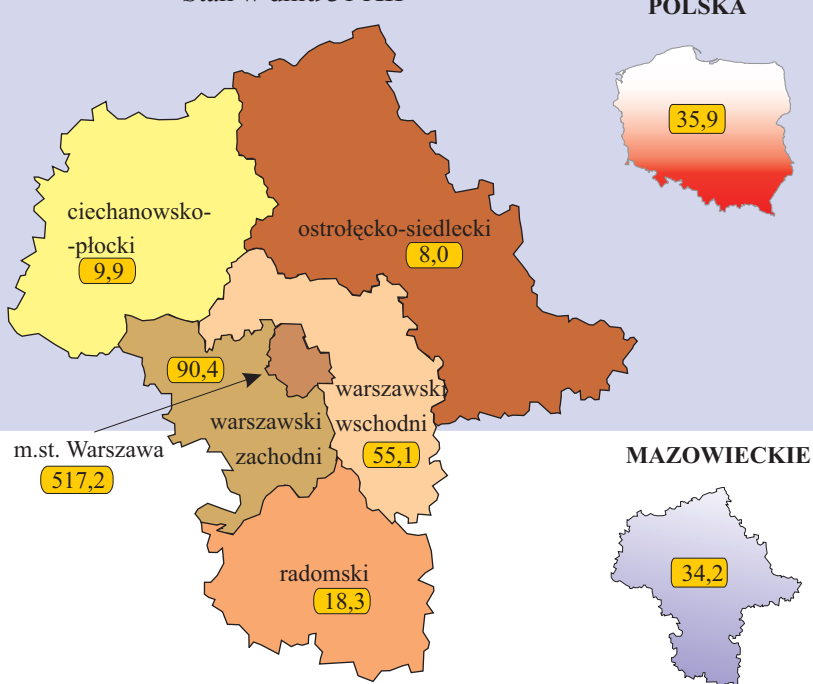 POLSKA
35,9
ciechanowsko-
-płocki
9,9
ostrołęcko-siedlecki
8,0
90,4
warszawski
wschodni
55,1
warszawski
zachodni
m.st. Warszawa
517,2
radomski
18,3
MAZOWIECKIE
34,2